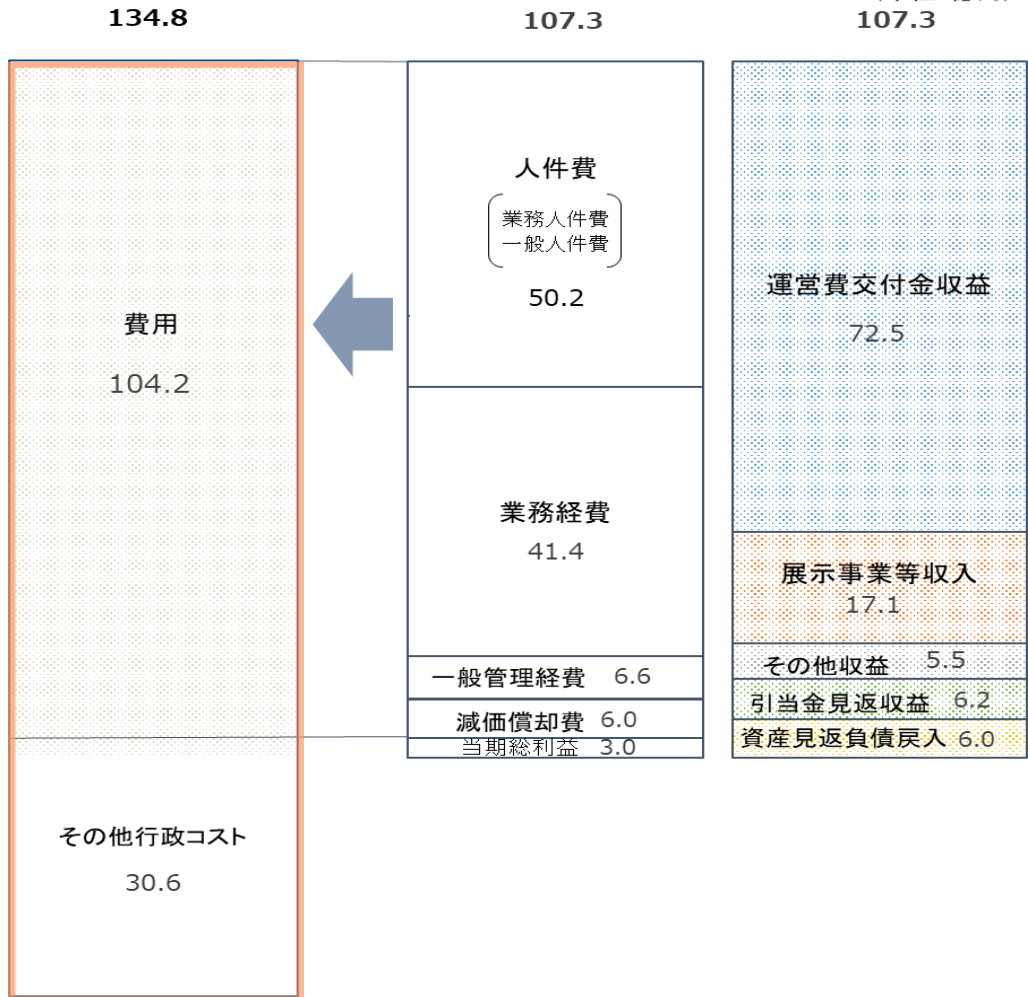 134.8
費用
104.2
その他行政コスト
30.6
107.3
人件費
業務人件費
一般人件費
50.2
業務経費
41.4
一般管理経費 6.6
減価償却費 6.0
当期総利益 3.0
107.3
運営費交付金収益
72.5
展示事業等収入
17.1
その他収益 5.5
引当金見返収益 6.2
資産見返負債戻入 6.0